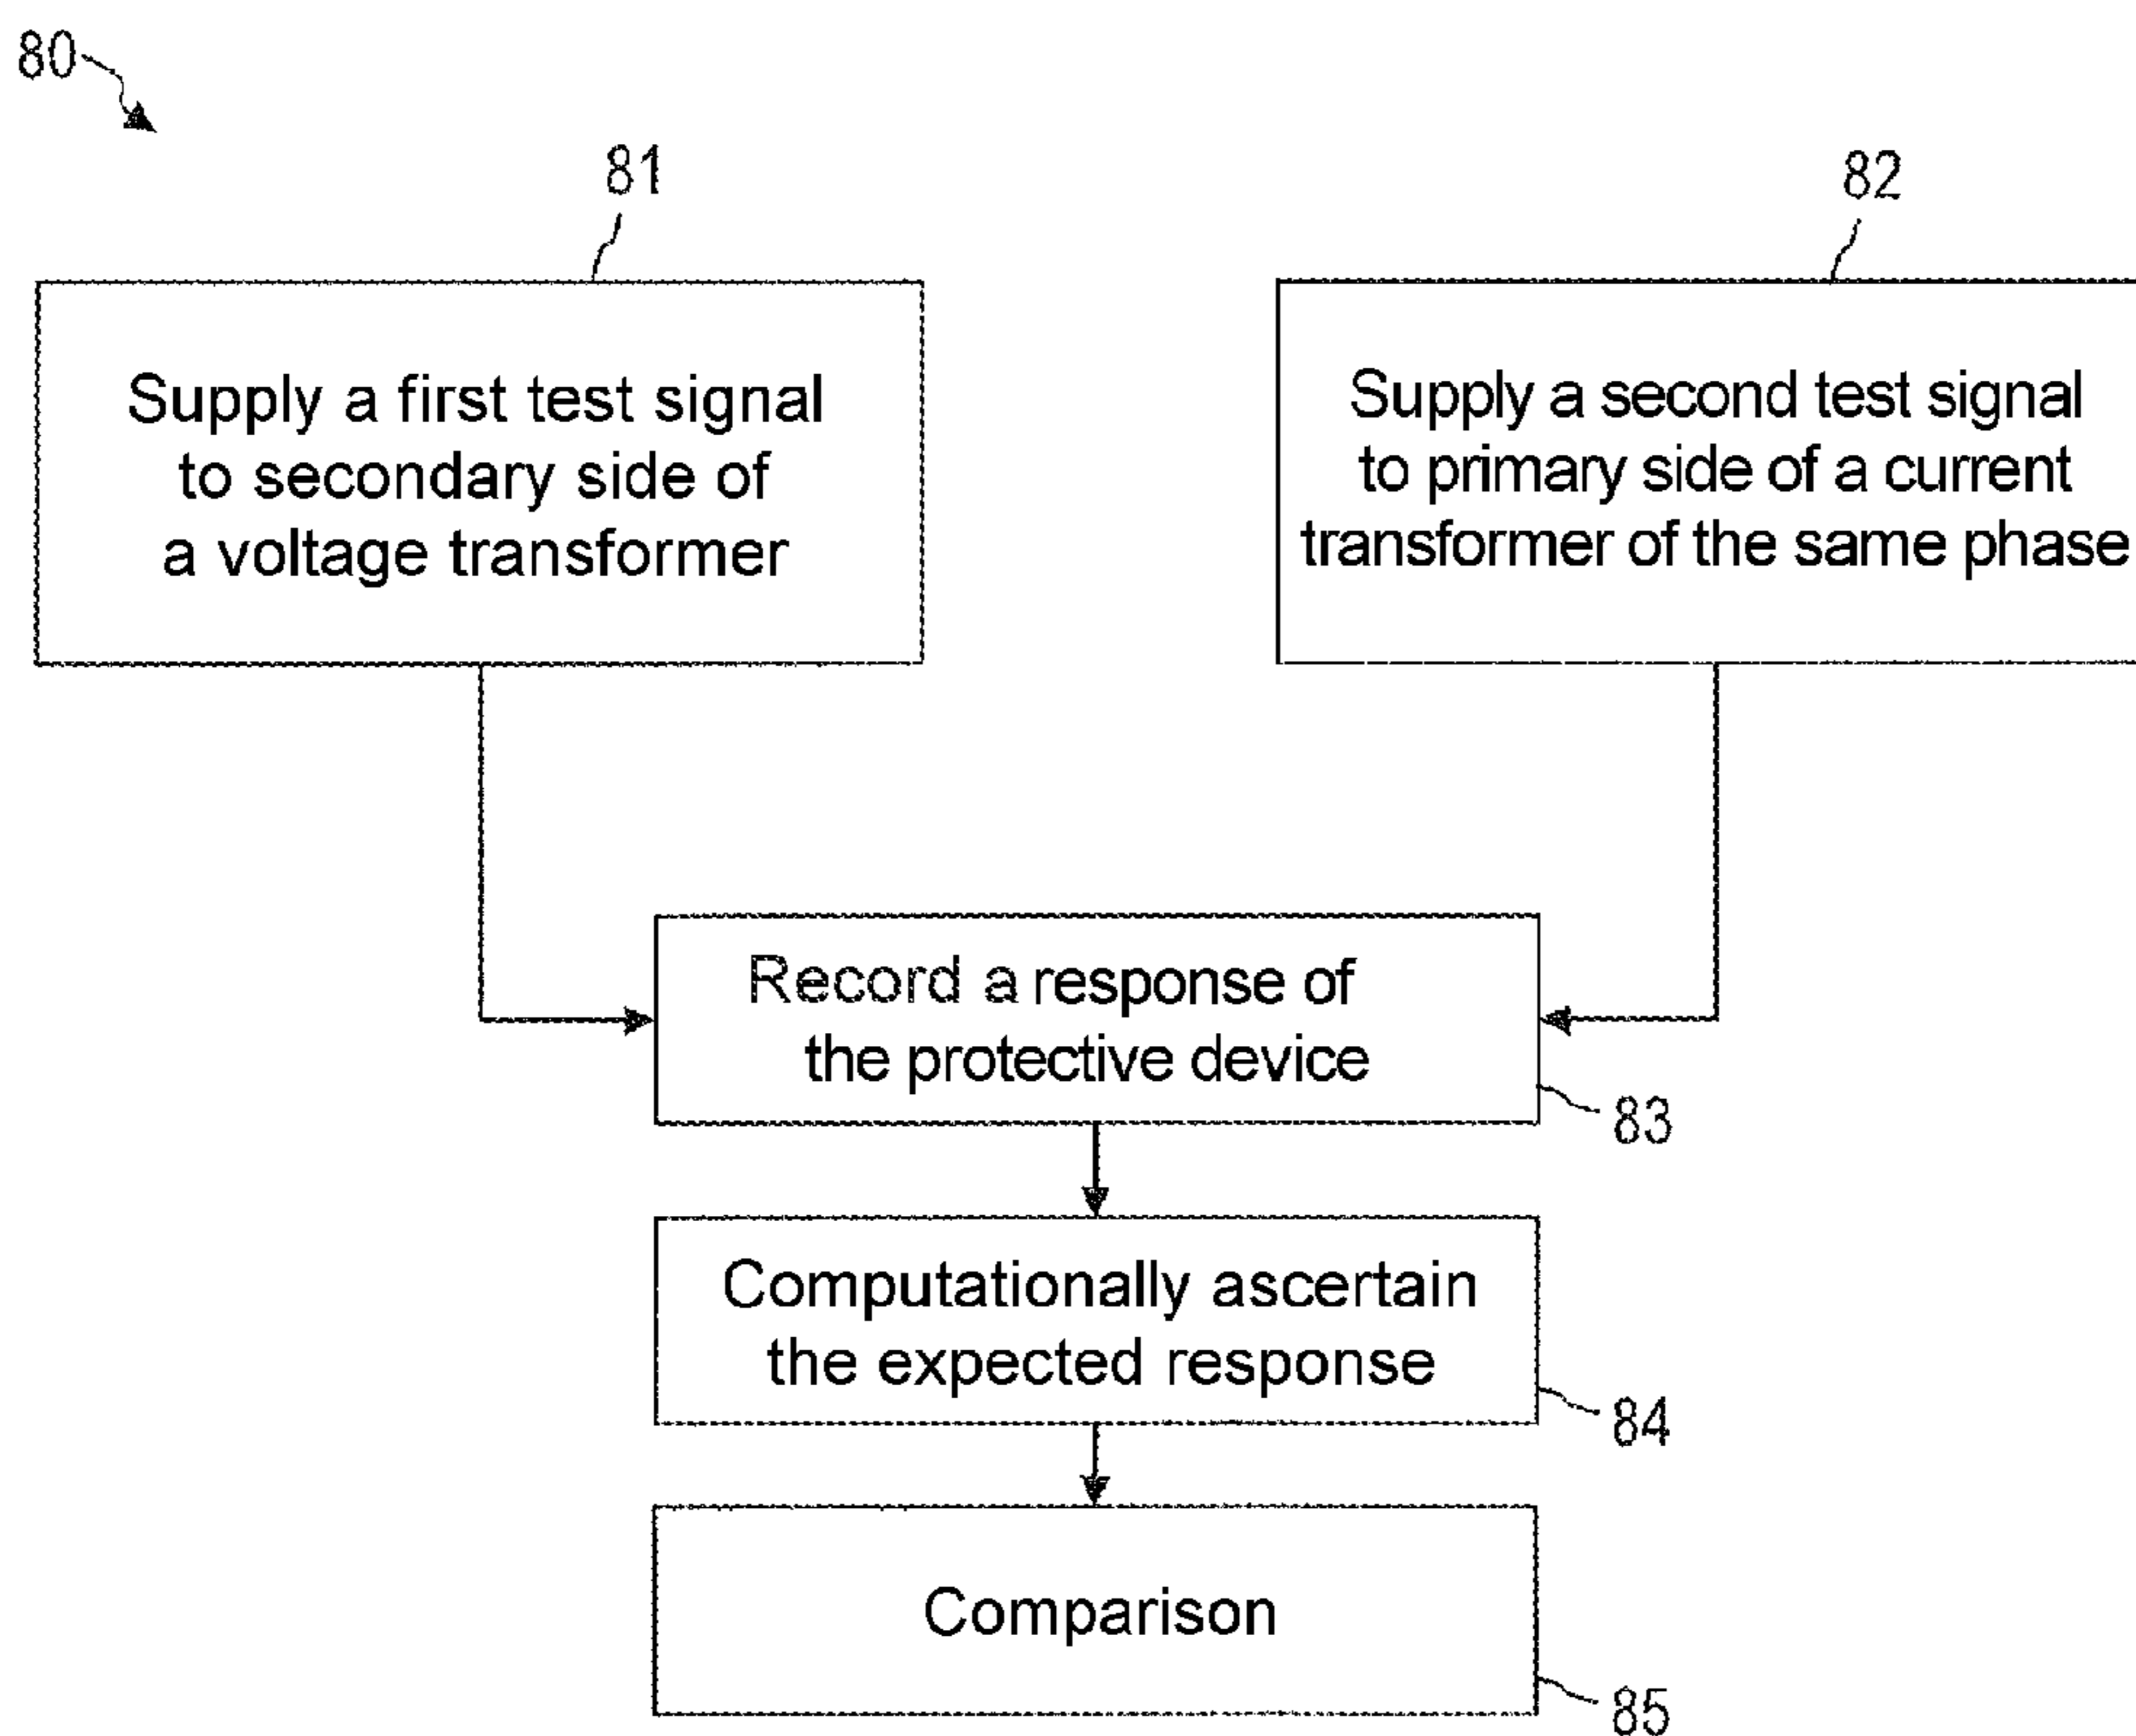 80
81
82
Supply a first test signal
to secondary side of
a voltage transformer
Supply a second test signal
to primary side of a current
transformer of the same phase
Record a response of
the protective device
83
Computationally ascertain
the expected response
84
Comparison
85